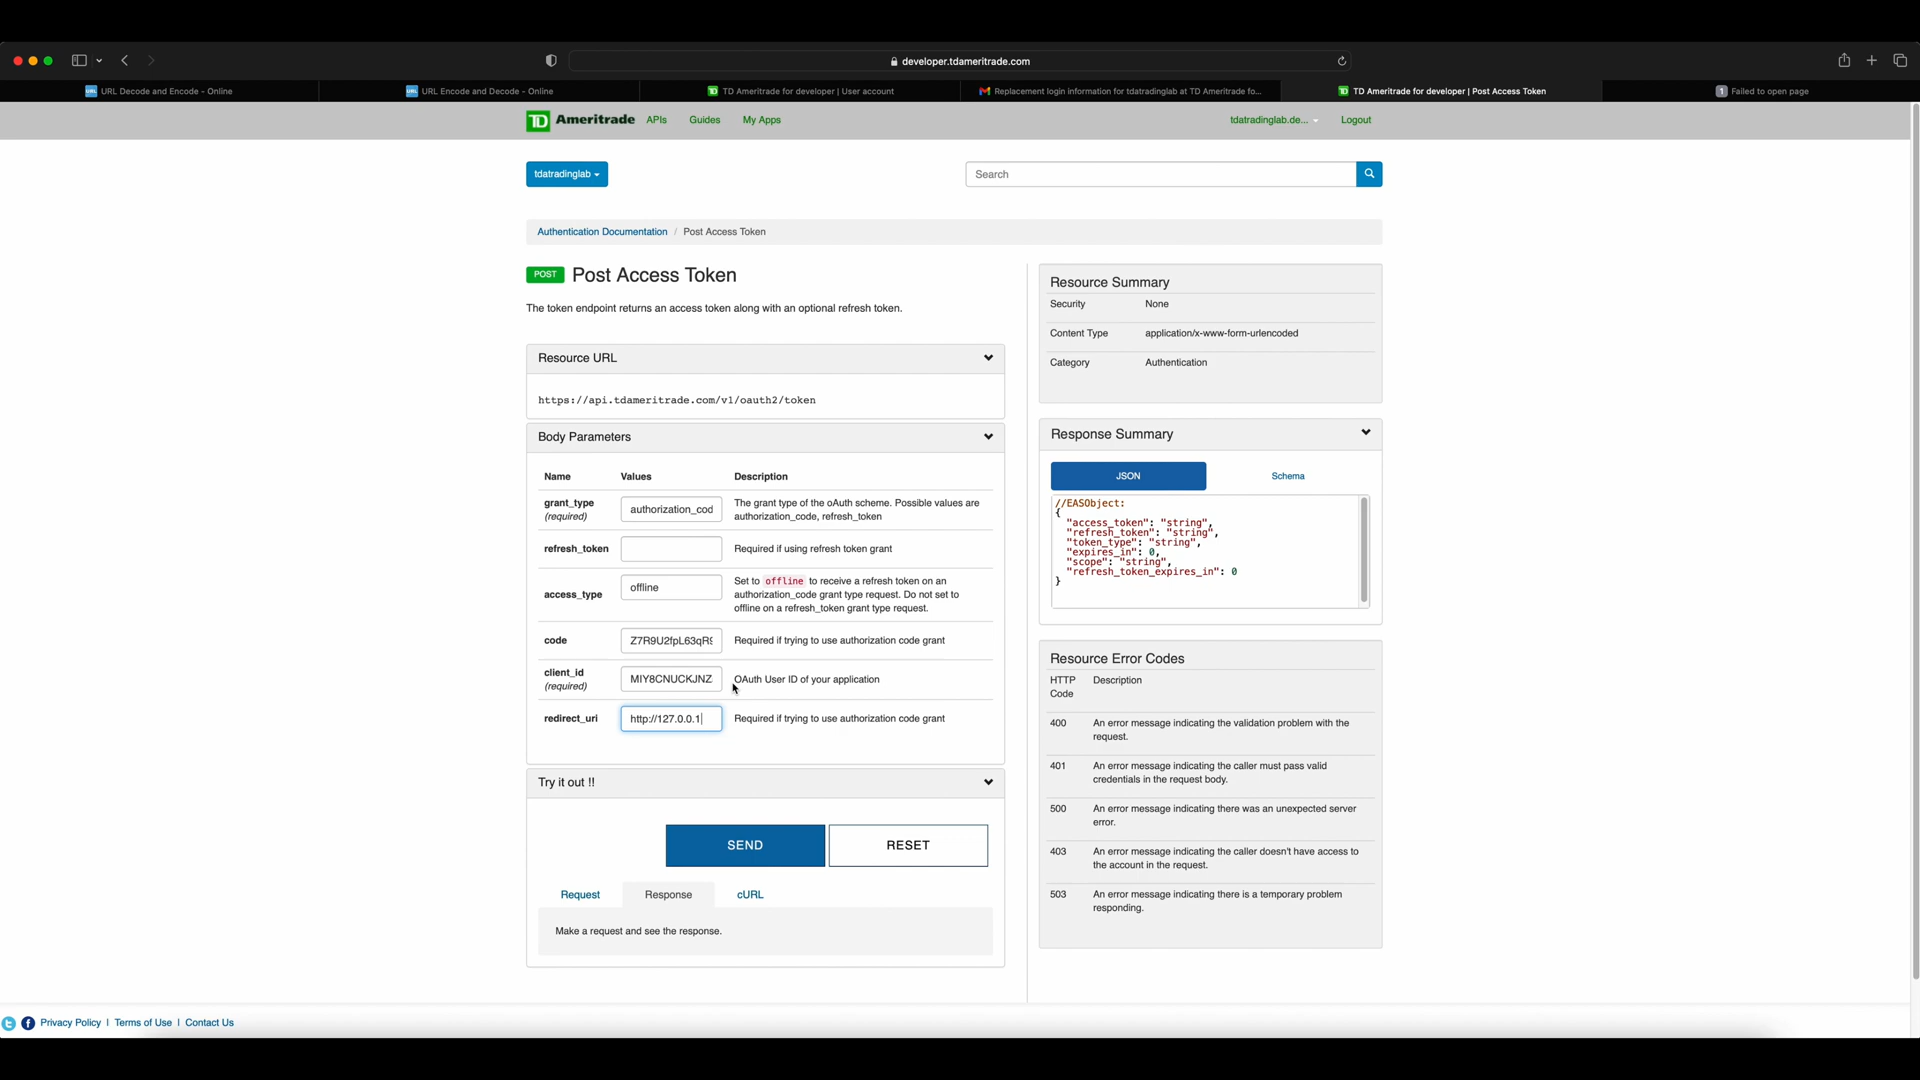 developer.tdameritrade.com
URL Decode and Encode - Online
URL Encode and Decode - Online
TD Ameritrade for developer | User account
Replacement login information for tdatradinglab at TD Ameritrade fo...
TD Ameritrade for developer | Post Access Token
1 Failed to open page
TD Ameritrade
APIs
Guides
My Apps
tdatradinglab.de...
Logout
tdatradinglab
Search
Authentication Documentation / Post Access Token
POST Post Access Token
The token endpoint returns an access token along with an optional refresh token.
Resource URL
https://api.tdameritrade.com/v1/oauth2/token
Body Parameters
Name Values Description
grant_type
(required)
authorization_cod
The grant type of the oAuth scheme. Possible values are
authorization_code, refresh_token
refresh_token
Required if using refresh token grant
access_type
offline
Set to offline to receive a refresh token on an
authorization_code grant type request. Do not set to
offline on a refresh_token grant type request.
code
Z7R9U2fpL63qR9
Required if trying to use authorization code grant
client_id
(required)
MIY8CNUCKJNZ
OAuth User ID of your application
redirect_uri
http://127.0.0.1
Required if trying to use authorization code grant
Try it out !!
SEND
RESET
Request
Response
cURL
Make a request and see the response.
Resource Summary
Security None
Content Type application/x-www-form-urlencoded
Category Authentication
Response Summary
JSON
Schema
//EASObject:
{
"access_token": "string",
"refresh_token": "string",
"token_type": "string",
"expires_in": 0,
"scope": "string",
"refresh_token_expires_in": 0
}
Resource Error Codes
HTTP
Code
Description
400
An error message indicating the validation problem with the
request.
401
An error message indicating the caller must pass valid
credentials in the request body.
500
An error message indicating there was an unexpected server
error.
403
An error message indicating the caller doesn't have access to
the account in the request.
503
An error message indicating there is a temporary problem
responding.
Privacy Policy | Terms of Use | Contact Us